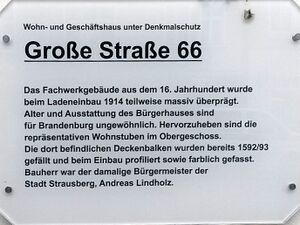 Wohn- und Geschäftshaus unter Denkmalschutz
Große Straße 66
Das Fachwerkgebäude aus dem 16. Jahrhundert wurde
beim Ladeneinbau 1914 teilweise massiv überprägt.
Alter und Ausstattung des Bürgerhauses sind
für Brandenburg ungewöhnlich. Hervorzuheben sind die
repräsentativen Wohnstuben im Obergeschoss.
Die dort befindlichen Deckenbalken wurden bereits 1592/93
gefällt und beim Einbau profiliert sowie farblich gefasst.
Bauherr war der damalige Bürgermeister der
Stadt Strausberg, Andreas Lindholz.